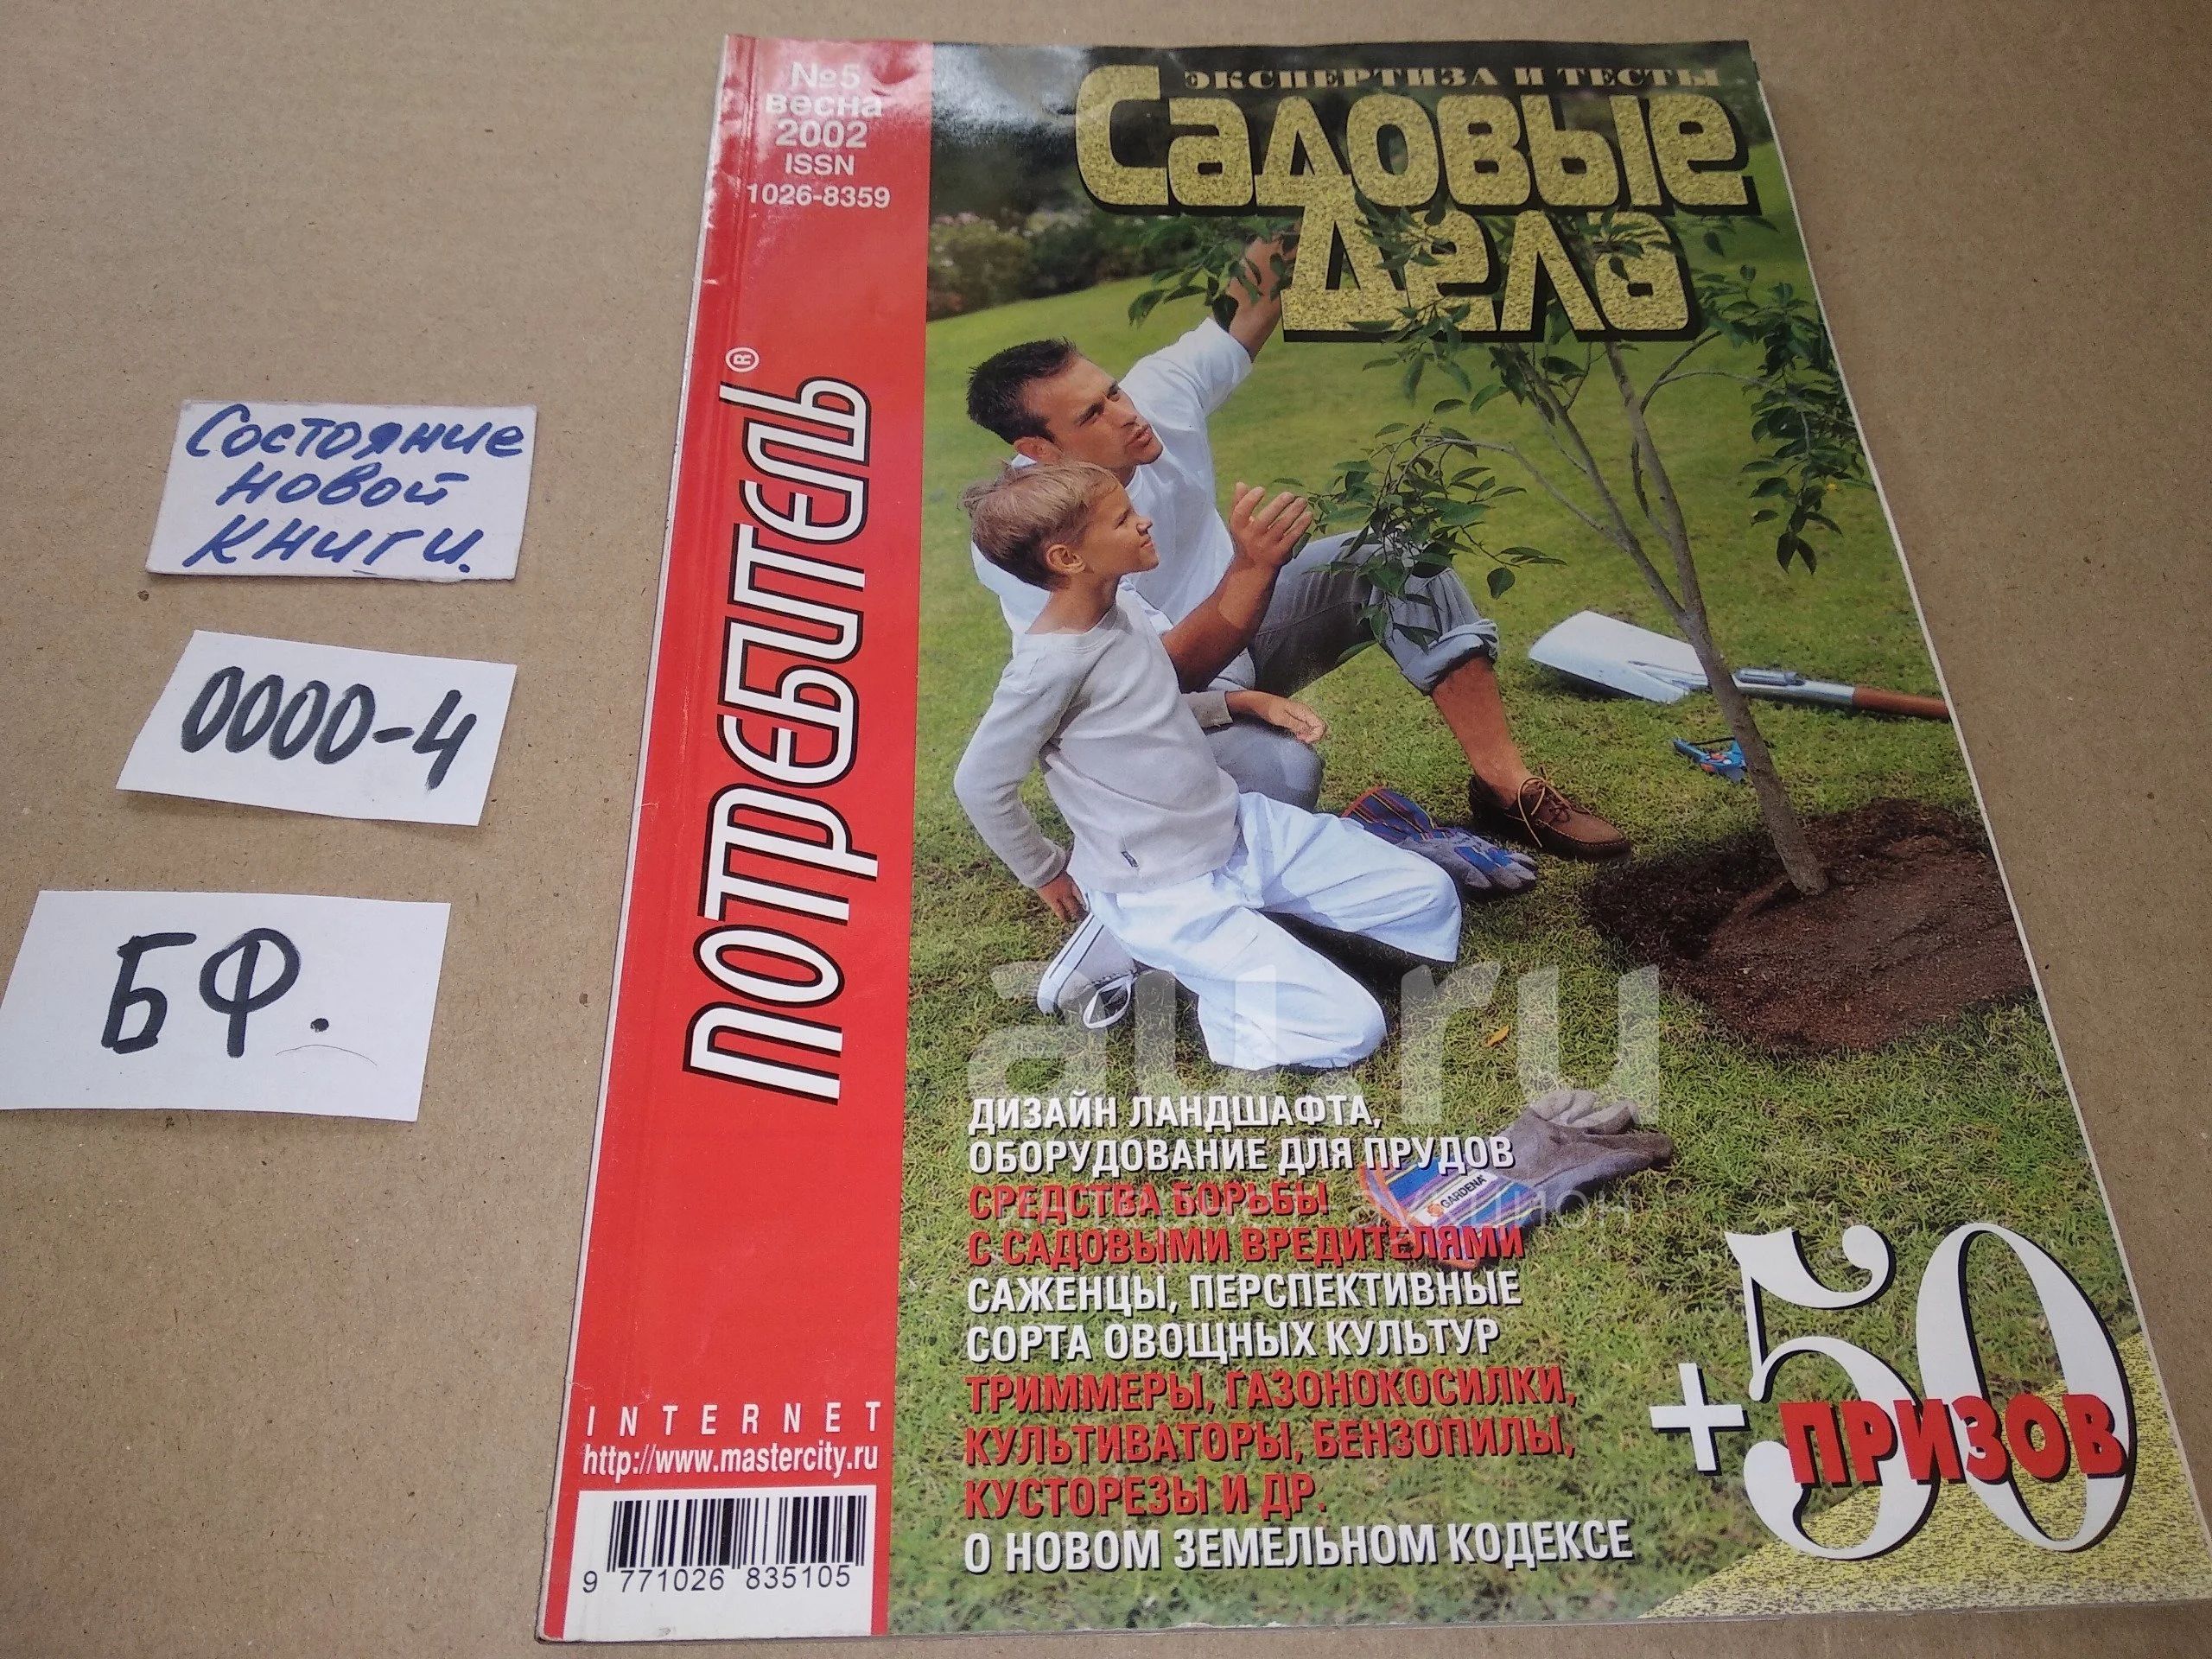 Состояние
новой
книги.
0000-4
БФ.
№5
весна
2002
ISSN
1026-8359
ПОТРЕБИТЕЛЬ®
INTERNET
http://www.mastercity.ru
9 771026 835105
ЭКСПЕРТИЗА И ТЕСТЫ
Садовые
дела
au.ru
ДИЗАЙН ЛАНДШАФТА,
ОБОРУДОВАНИЕ ДЛЯ ПРУДОВ
СРЕДСТВА БОРЬБЫ
С САДОВЫМИ ВРЕДИТЕЛЯМИ
САЖЕНЦЫ, ПЕРСПЕКТИВНЫЕ
СОРТА ОВОЩНЫХ КУЛЬТУР
ТРИММЕРЫ, ГАЗОНОКОСИЛКИ,
КУЛЬТИВАТОРЫ, БЕНЗОПИЛЫ,
КУСТОРЕЗЫ И ДР.
О НОВОМ ЗЕМЕЛЬНОМ КОДЕКСЕ
GARDENA
+50
ПРИЗОВ